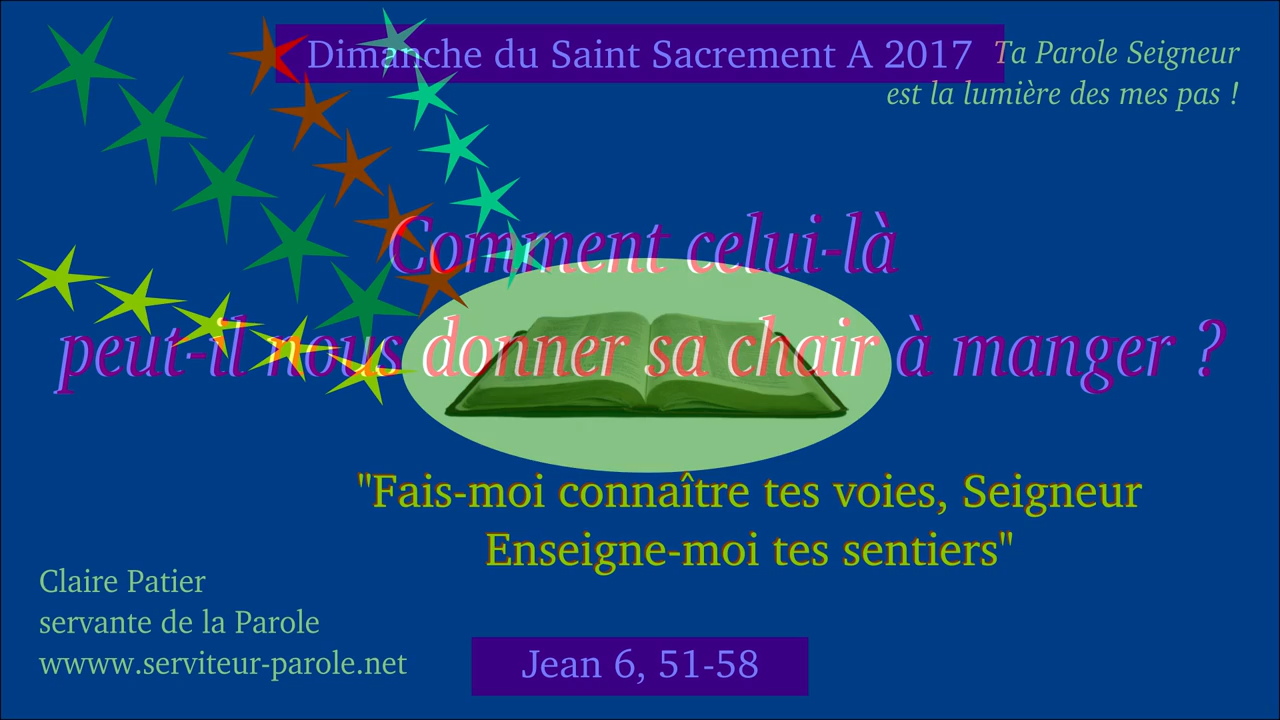 Dimanche du Saint Sacrement A 2017
Ta Parole Seigneur
est la lumière des mes pas !
Comment celui-là
peut-il nous donner sa chair à manger ?
"Fais-moi connaître tes voies, Seigneur
Enseigne-moi tes sentiers"
Claire Patier
servante de la Parole
wwww.serviteur-parole.net
Jean 6, 51-58